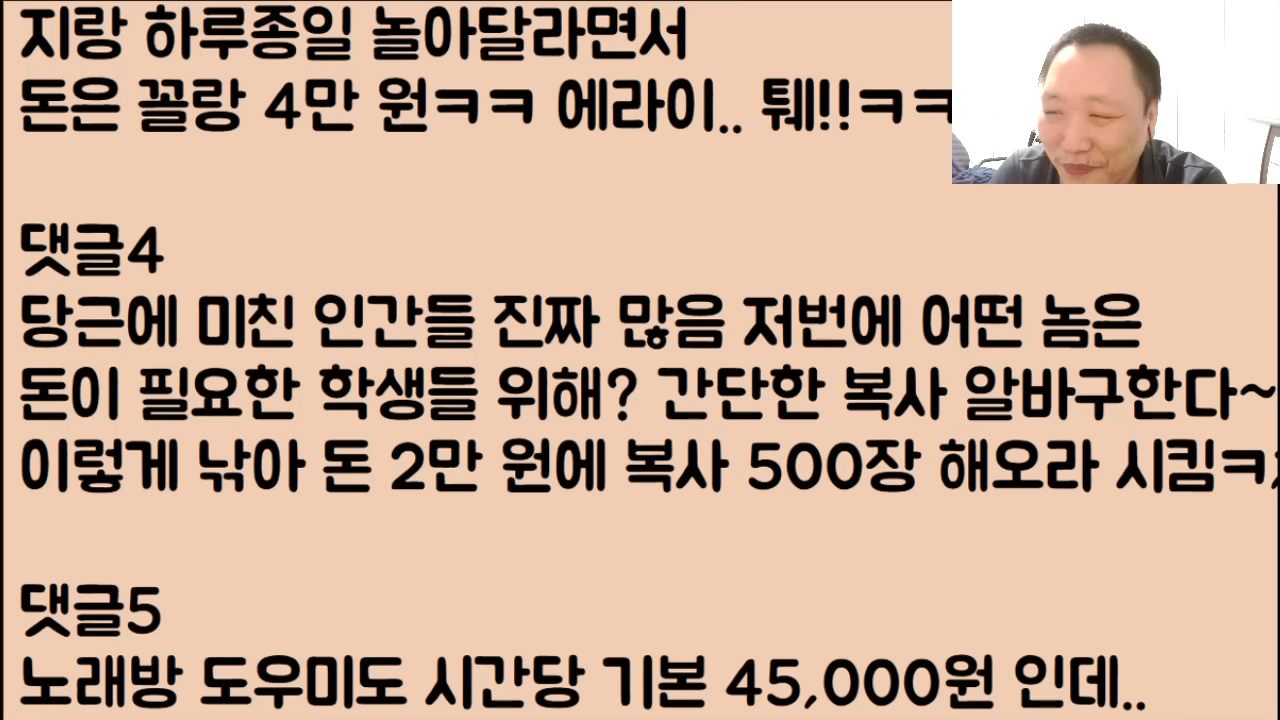 지랑 하루종일 놀아달라면서
돈은 꼴랑 4만 원ㅋㅋ 에라이.. 퉤!!ㅋㅋ
댓글4
당근에 미친 인간들 진짜 많음 저번에 어떤 놈은
돈이 필요한 학생들 위해? 간단한 복사 알바구한다~
이렇게 낚아 돈 2만 원에 복사 500장 해오라 시킴ㅋ
댓글5
노래방 도우미도 시간당 기본 45,000원 인데..